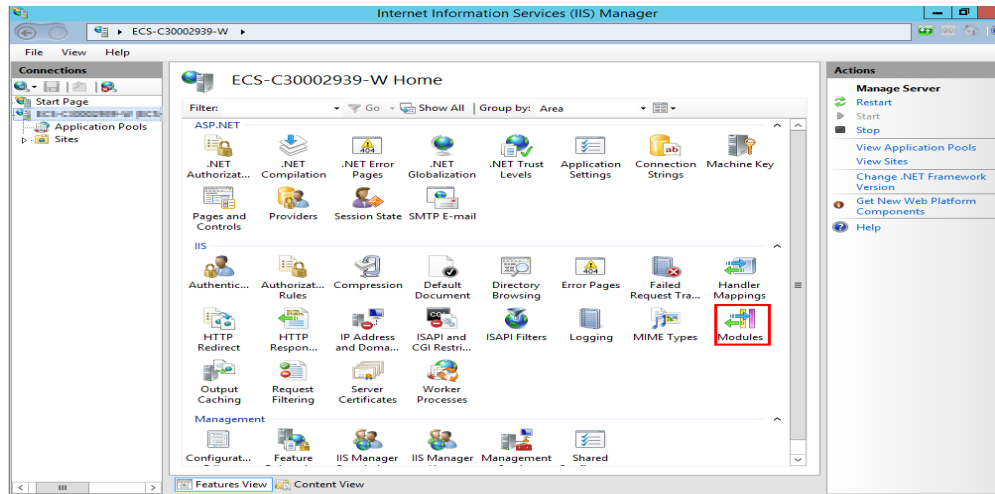 Internet Information Services (IIS) Manager
ECS-C30002939-W
File View Help
Connections
Start Page
Application Pools
Sites
ECS-C30002939-W Home
Filter: Go Show All Group by: Area
ASP.NET
.NET Authorizat...
.NET Compilation
.NET Error Pages
.NET Globalization
.NET Trust Levels
Application Settings
Connection Strings
Machine Key
Pages and Controls
Providers
Session State
SMTP E-mail
IIS
Authentic...
Authorizat... Rules
Compression
Default Document
Directory Browsing
Error Pages
Failed Request Tra...
Handler Mappings
HTTP Redirect
HTTP Respon...
IP Address and Doma...
ISAPI and CGI Restri...
ISAPI Filters
Logging
MIME Types
Modules
Output Caching
Request Filtering
Server Certificates
Worker Processes
Management
Configurat...
Feature
IIS Manager
IIS Manager
Management
Shared
Features View
Content View
Actions
Manage Server
Restart
Start
Stop
View Application Pools
View Sites
Change .NET Framework
Version
Get New Web Platform
Components
Help